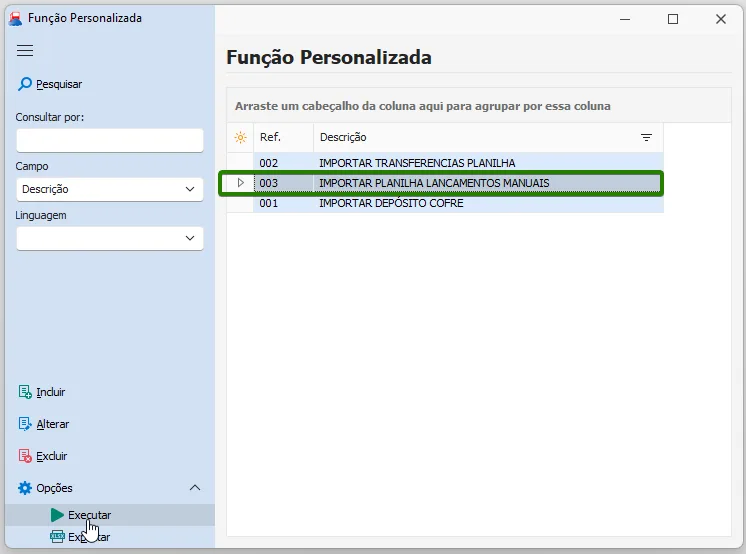 Função Personalizada
Pesquisar
Consultar por:
Campo
Descrição
Linguagem
Incluir
Alterar
Excluir
Opções
Executar
XLSX
Função Personalizada
Arraste um cabeçalho da coluna aqui para agrupar por essa coluna
Ref. Descrição
002 IMPORTAR TRANSFERENCIAS PLANILHA
003 IMPORTAR PLANILHA LANCAMENTOS MANUAIS
001 IMPORTAR DEPÓSITO COFRE